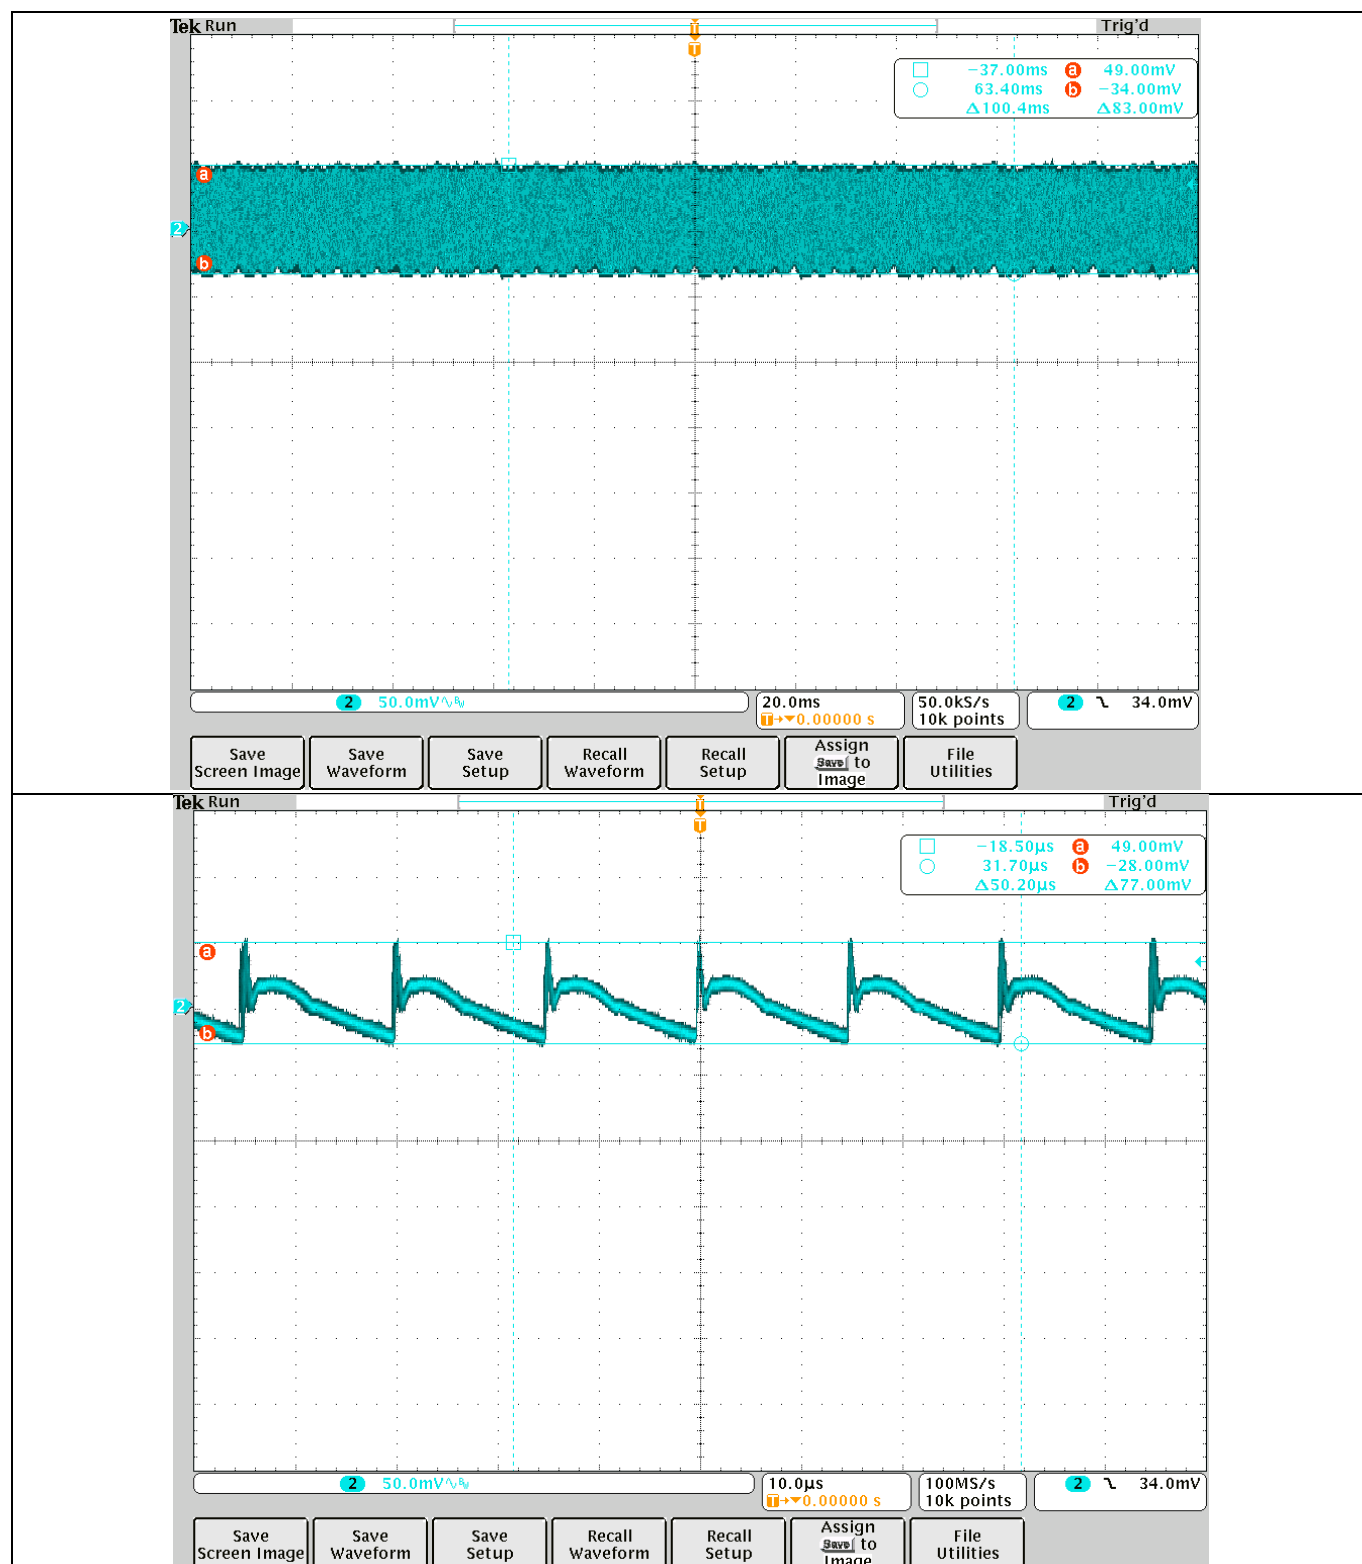 Tek Run Trig'd
T
T
−37.00ms a 49.00mV
63.40ms b −34.00mV
Δ100.4ms Δ83.00mV
a
2
b
2 50.0mV∿BW 20.0ms 50.0kS/s 2 34.0mV
T→▼0.00000 s 10k points
Save Screen Image
Save Waveform
Save Setup
Recall Waveform
Recall Setup
Assign Save to Image
File Utilities
Tek Run Trig'd
T
T
−18.50µs a 49.00mV
31.70µs b −28.00mV
Δ50.20µs Δ77.00mV
a
2
b
2 50.0mV∿BW 10.0µs 100MS/s 2 34.0mV
T→▼0.00000 s 10k points
Save Screen Image
Save Waveform
Save Setup
Recall Waveform
Recall Setup
Assign Save to Image
File Utilities